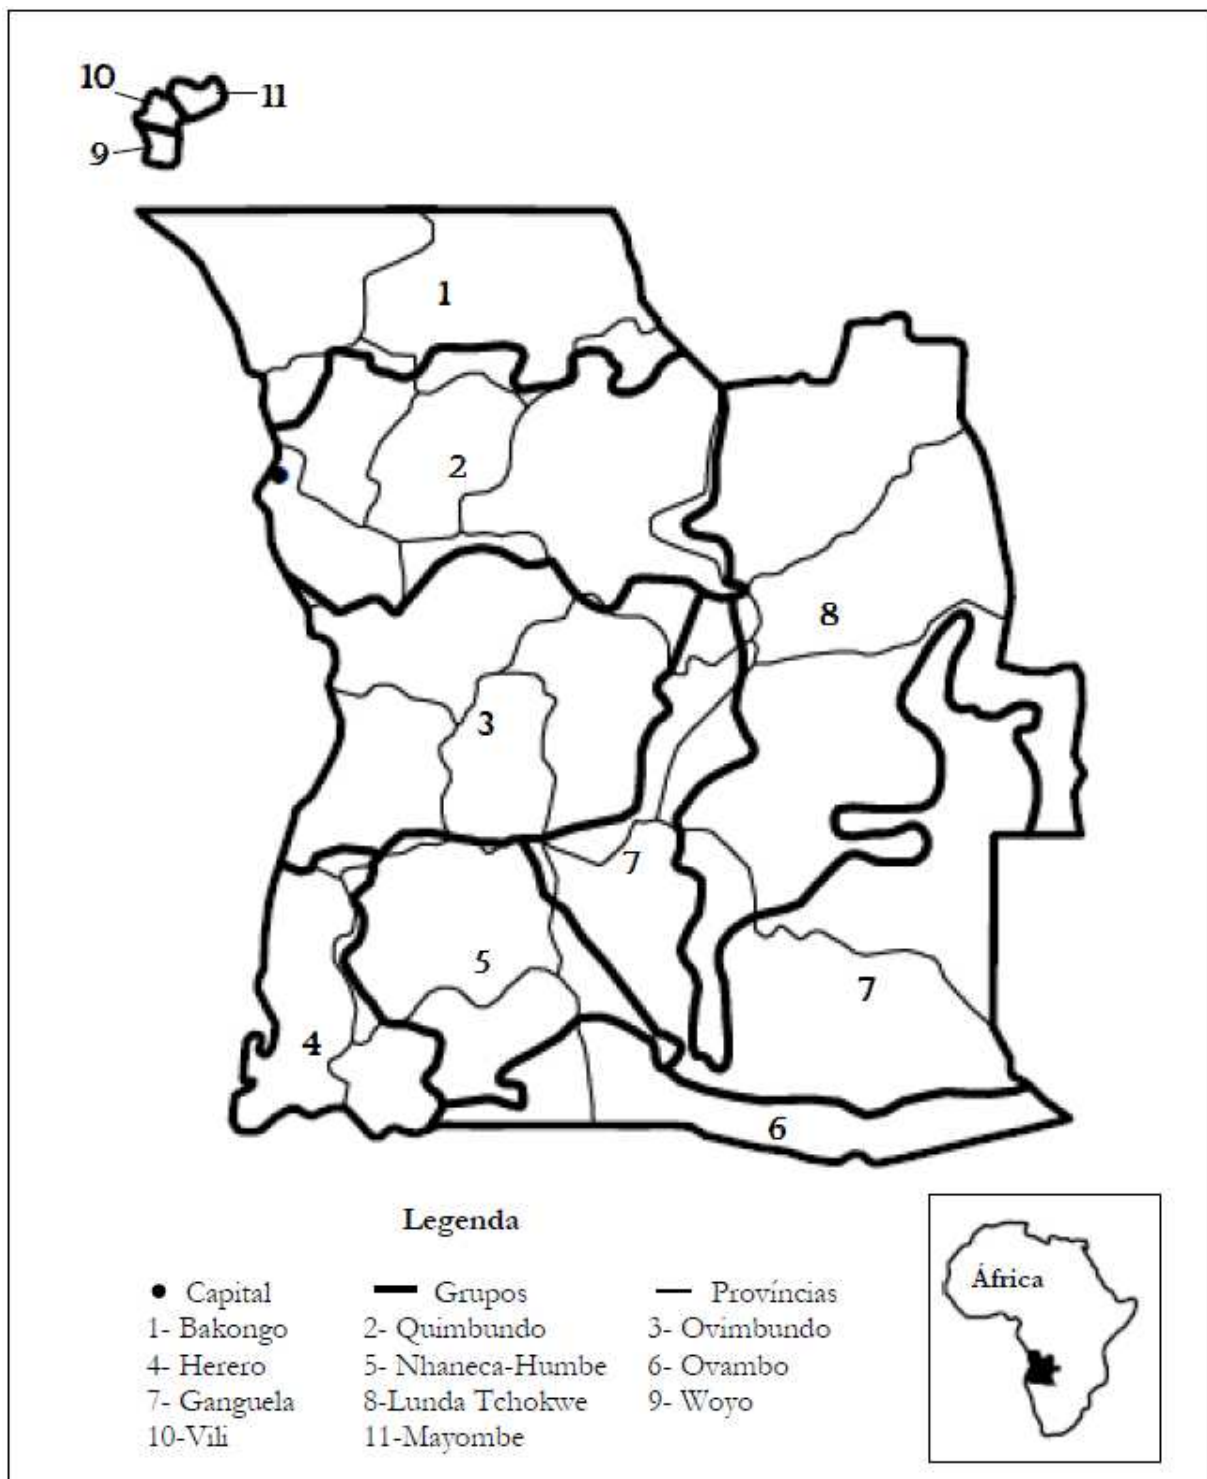 10
11
9
1
2
8
3
7
5
7
4
6
Legenda
Capital Grupos Províncias
1- Bakongo 2- Quimbundo 3- Ovimbundo
4- Herero 5- Nhaneca-Humbe 6- Ovambo
7- Ganguela 8-Lunda Tchokwe 9- Woyo
10-Vili 11-Mayombe
África